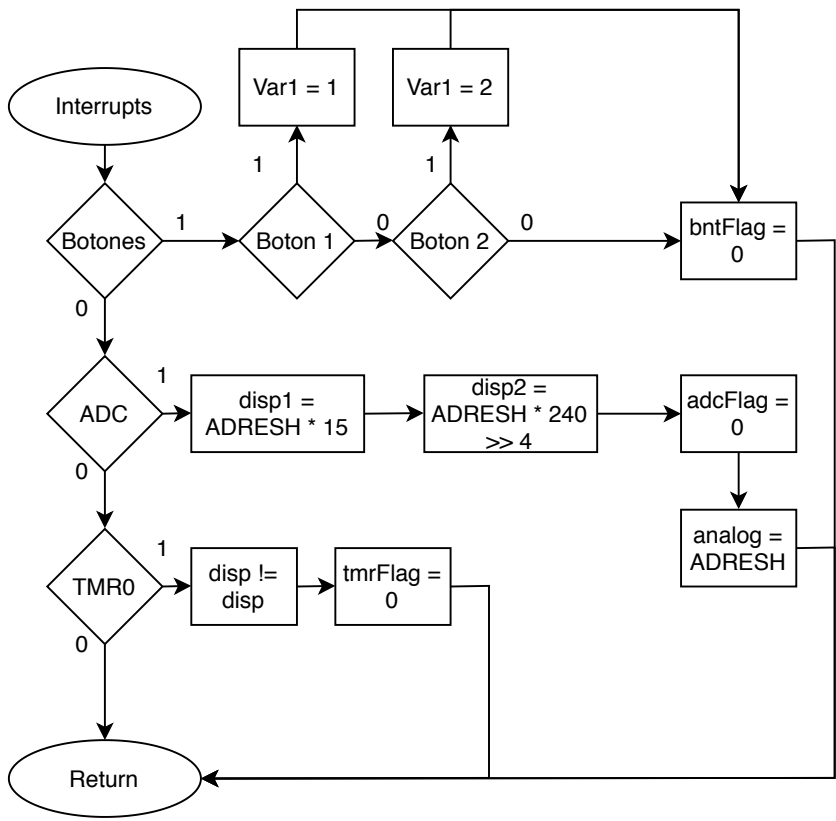 Var1 = 1
Var1 = 2
Interrupts
1
1
Botones
1
Boton 1
0
Boton 2
0
bntFlag =
0
0
ADC
1
disp1 =
ADRESH * 15
disp2 =
ADRESH * 240
>> 4
adcFlag =
0
0
analog =
ADRESH
TMR0
1
disp !=
disp
tmrFlag =
0
0
Return